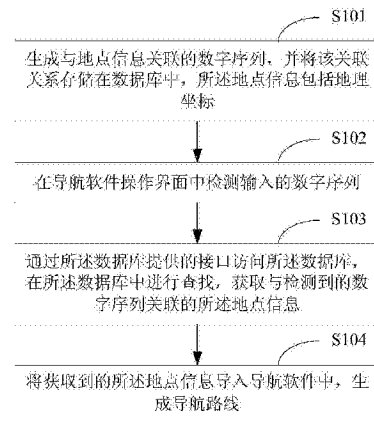 S101
生成与地点信息关联的数字序列，并将该关联
关系存储在数据库中，所述地点信息包括地理
坐标
S102
在导航软件操作界面中检测输入的数字序列
S103
通过所述数据库提供的接口访问所述数据库，
在所述数据库中进行查找，获取与检测到的数
字序列关联的所述地点信息
S104
将获取到的所述地点信息导入导航软件中，生
成导航路线